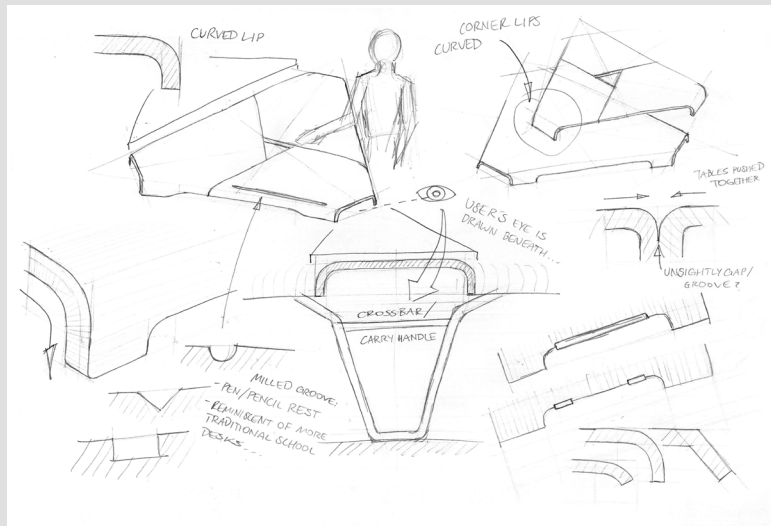 CURVED LIP
CORNER LIPS
CURVED
TABLES PUSHED
TOGETHER
USER'S EYE IS
DRAWN BENEATH...
UNSIGHTLY GAP/
GROOVE?
CROSSBAR/
CARRY HANDLE
MILLED GROOVE:
-PEN/PENCIL REST
-REMINISCENT OF MORE
TRADITIONAL SCHOOL
DESKS...